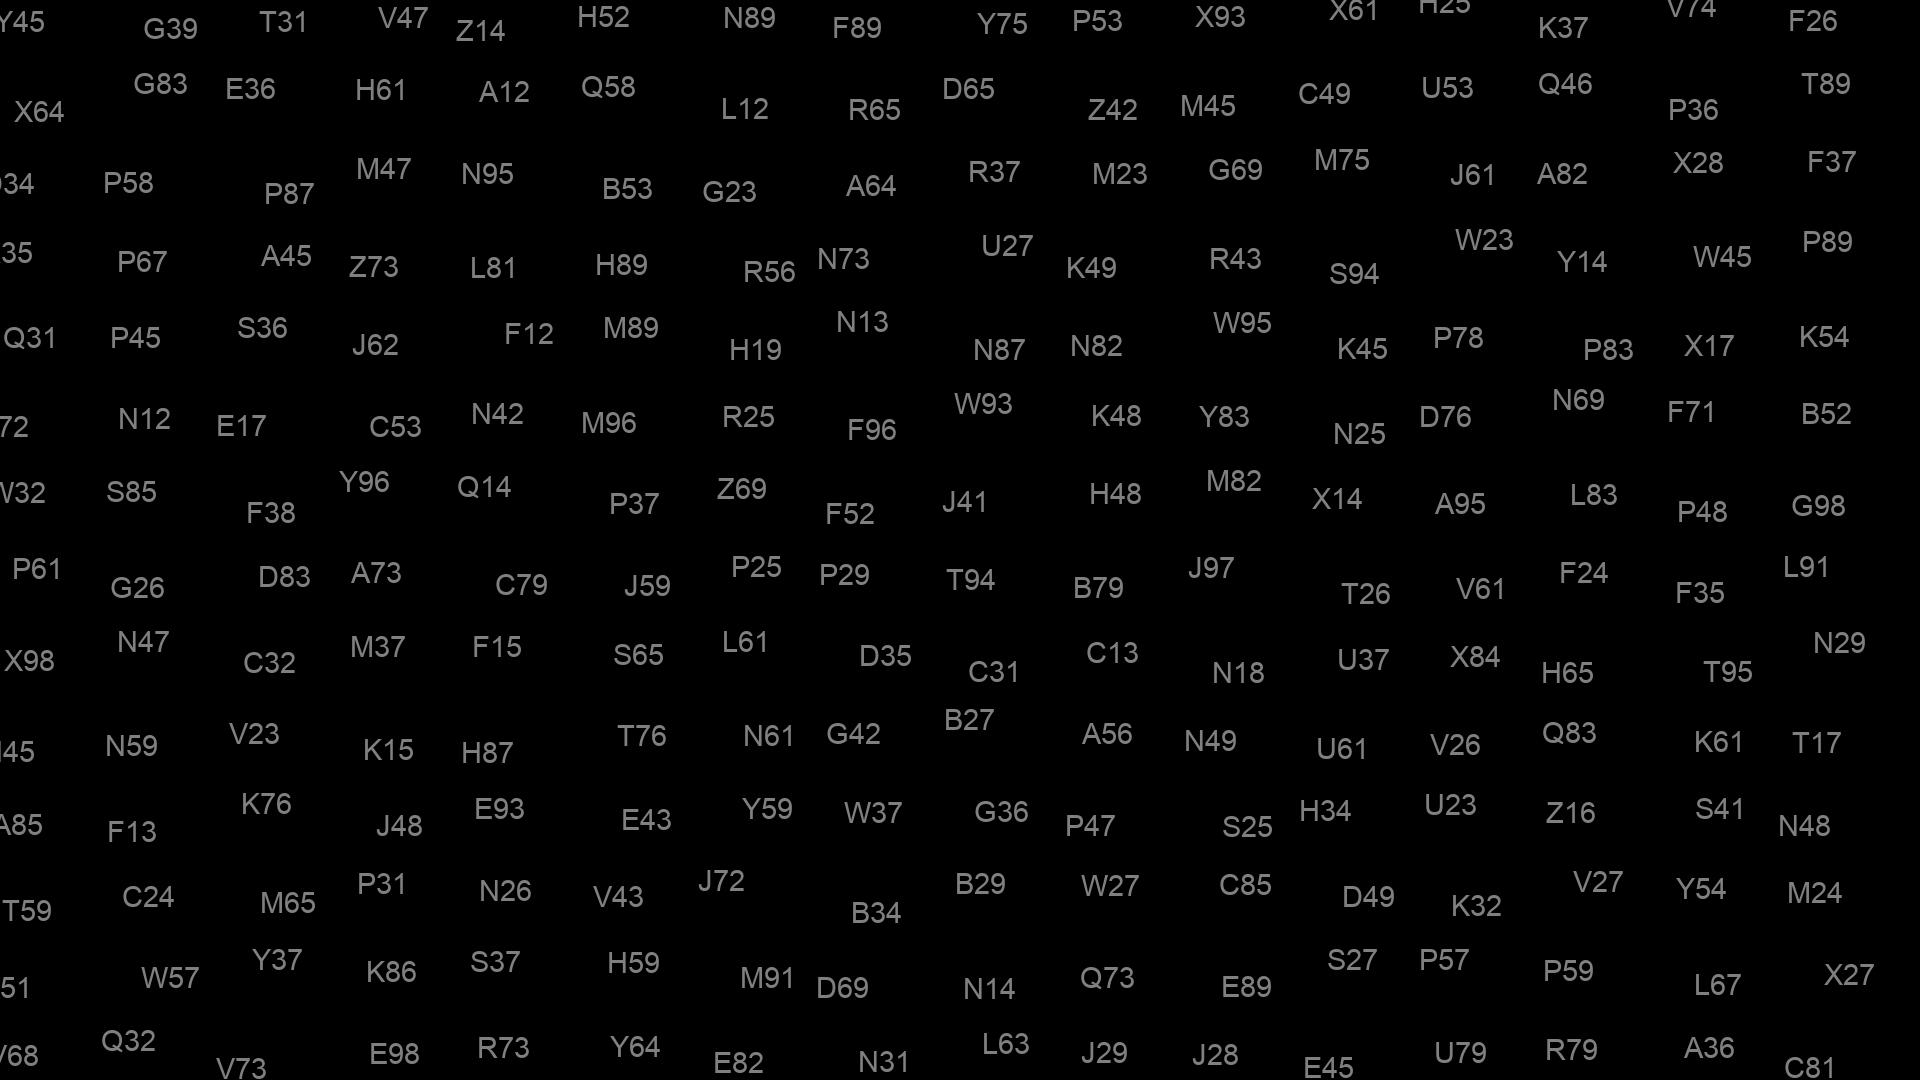 Y45 G39 T31 V47 Z14 H52 N89 F89 Y75 P53 X93 X61 H25 K37 V74 F26
X64 G83 E36 H61 A12 Q58 L12 R65 D65 Z42 M45 C49 U53 Q46 P36 T89
34 P58 P87 M47 N95 B53 G23 A64 R37 M23 G69 M75 J61 A82 X28 F37
35 P67 A45 Z73 L81 H89 R56 N73 U27 K49 R43 S94 W23 Y14 W45 P89
Q31 P45 S36 J62 F12 M89 H19 N13 N87 N82 W95 K45 P78 P83 X17 K54
72 N12 E17 C53 N42 M96 R25 F96 W93 K48 Y83 N25 D76 N69 F71 B52
W32 S85 F38 Y96 Q14 P37 Z69 F52 J41 H48 M82 X14 A95 L83 P48 G98
P61 G26 D83 A73 C79 J59 P25 P29 T94 B79 J97 T26 V61 F24 F35 L91
X98 N47 C32 M37 F15 S65 L61 D35 C31 C13 N18 U37 X84 H65 T95 N29
45 N59 V23 K15 H87 T76 N61 G42 B27 A56 N49 U61 V26 Q83 K61 T17
A85 F13 K76 J48 E93 E43 Y59 W37 G36 P47 S25 H34 U23 Z16 S41 N48
T59 C24 M65 P31 N26 V43 J72 B34 B29 W27 C85 D49 K32 V27 Y54 M24
51 W57 Y37 K86 S37 H59 M91 D69 N14 Q73 E89 S27 P57 P59 L67 X27
68 Q32 V73 E98 R73 Y64 E82 N31 L63 J29 J28 E45 U79 R79 A36 C81